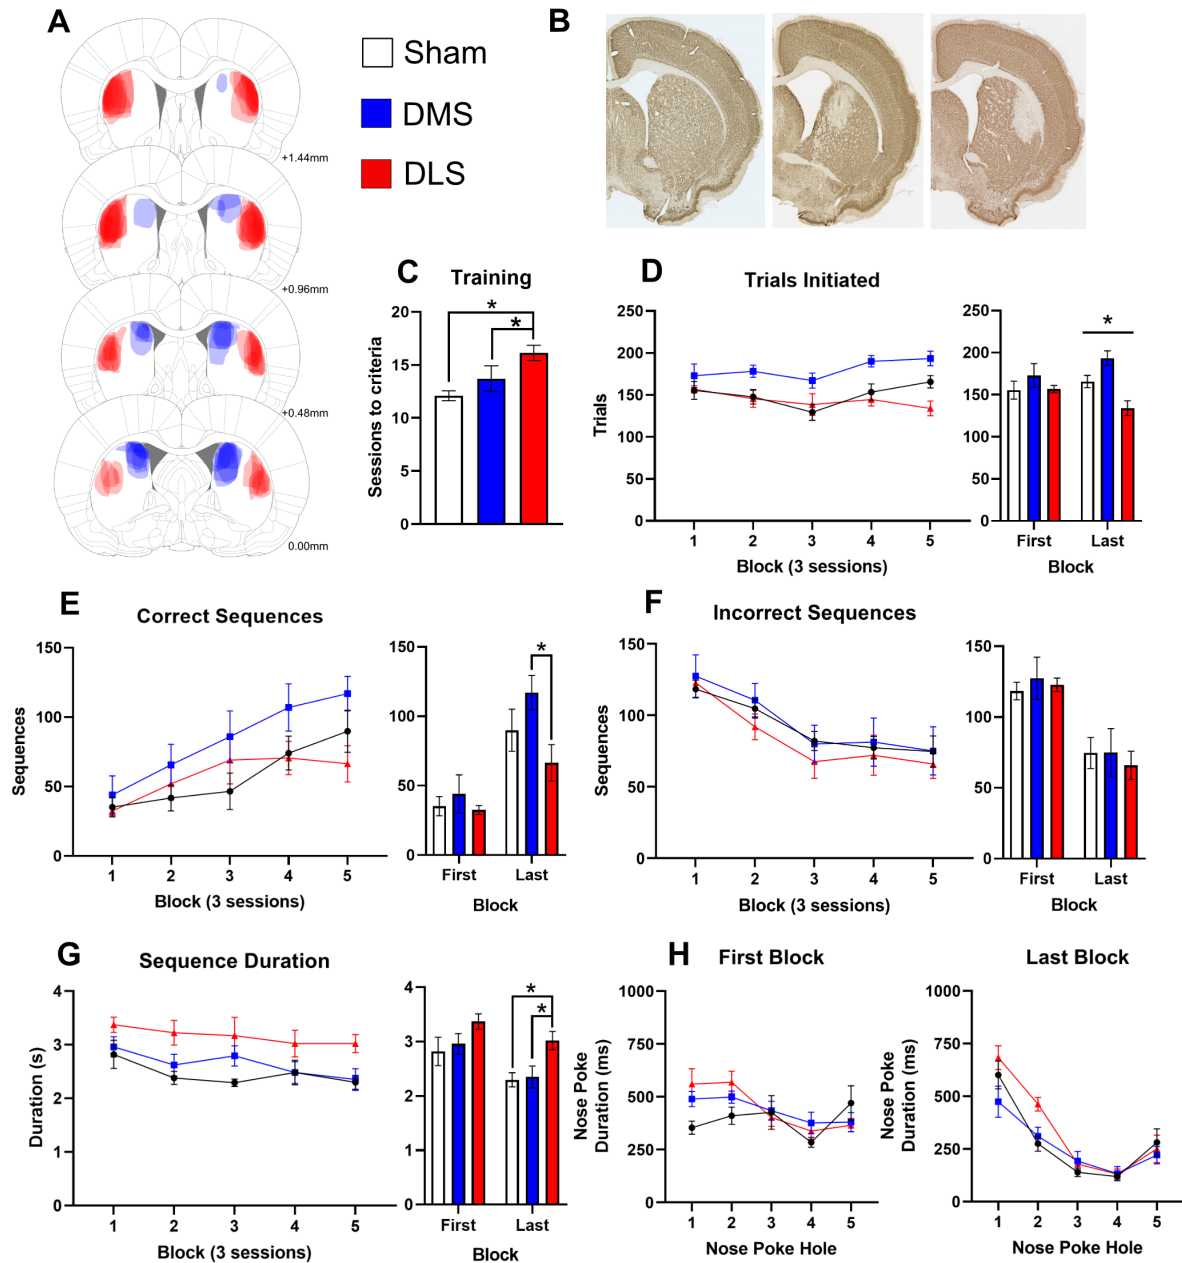 A
Sham
DMS
DLS
+1.44mm
+0.96mm
+0.48mm
0.00mm
B
C
Training
Sessions to criteria
20
15
10
5
0
*
*
D
Trials Initiated
Trials
250
200
150
100
50
0
1 2 3 4 5
Block (3 sessions)
250
200
150
100
50
0
*
First Last
Block
E
Correct Sequences
Sequences
150
100
50
0
1 2 3 4 5
Block (3 sessions)
150
100
50
0
*
First Last
Block
F
Incorrect Sequences
Sequences
150
100
50
0
1 2 3 4 5
Block (3 sessions)
150
100
50
0
First Last
Block
G
Sequence Duration
Duration (s)
4
3
2
1
0
1 2 3 4 5
Block (3 sessions)
4
3
2
1
0
*
*
First Last
Block
H
First Block
Nose Poke
Duration (ms)
1000
750
500
250
0
1 2 3 4 5
Nose Poke Hole
Last Block
Nose Poke
Duration (ms)
1000
750
500
250
0
1 2 3 4 5
Nose Poke Hole